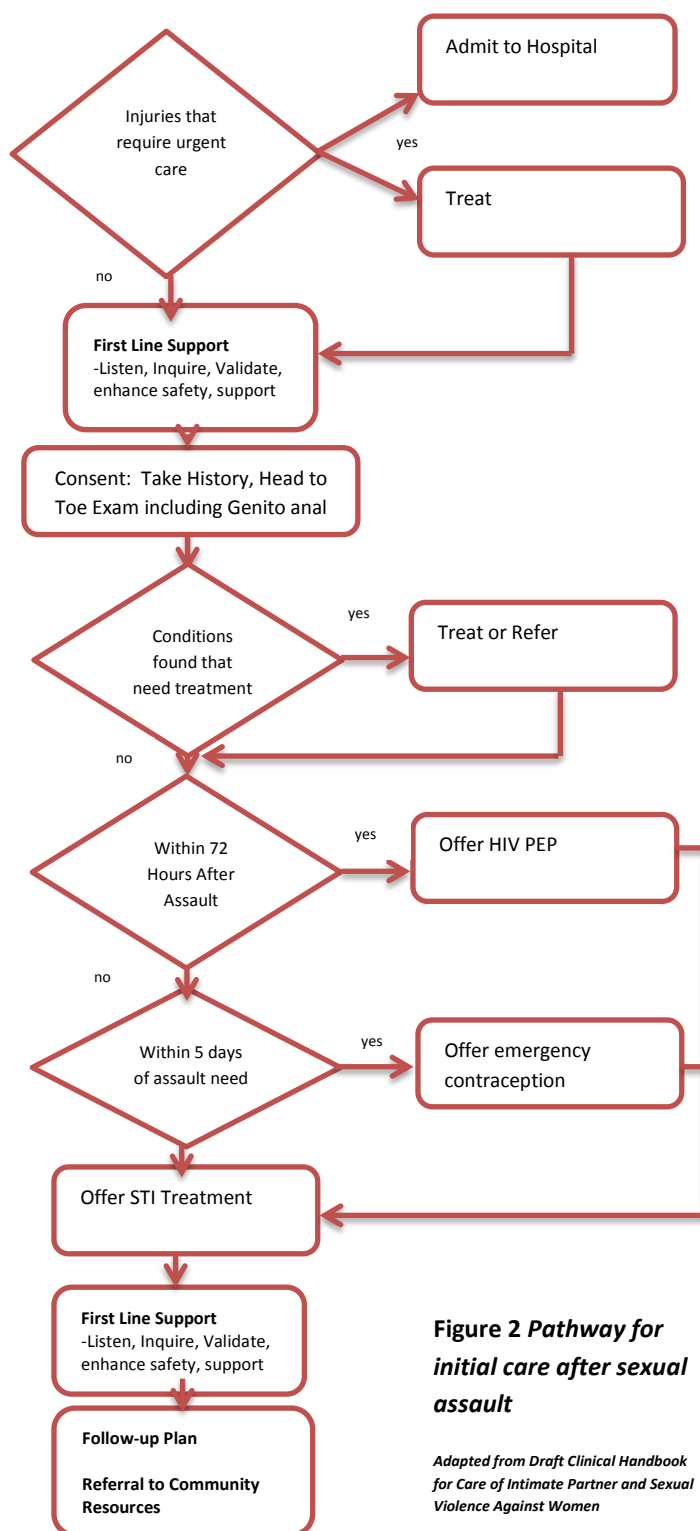 Injuries that
require urgent
care
Admit to Hospital
yes
Treat
no
First Line Support
-Listen, Inquire, Validate,
enhance safety, support
Consent: Take History, Head to
Toe Exam including Genito anal
Conditions
found that
need treatment
yes
Treat or Refer
no
Within 72
Hours After
Assault
yes
Offer HIV PEP
no
Within 5 days
of assault need
yes
Offer emergency
contraception
Offer STI Treatment
First Line Support
-Listen, Inquire, Validate,
enhance safety, support
Follow-up Plan
Referral to Community
Resources
Figure 2 Pathway for
initial care after sexual
assault
Adapted from Draft Clinical Handbook
for Care of Intimate Partner and Sexual
Violence Against Women